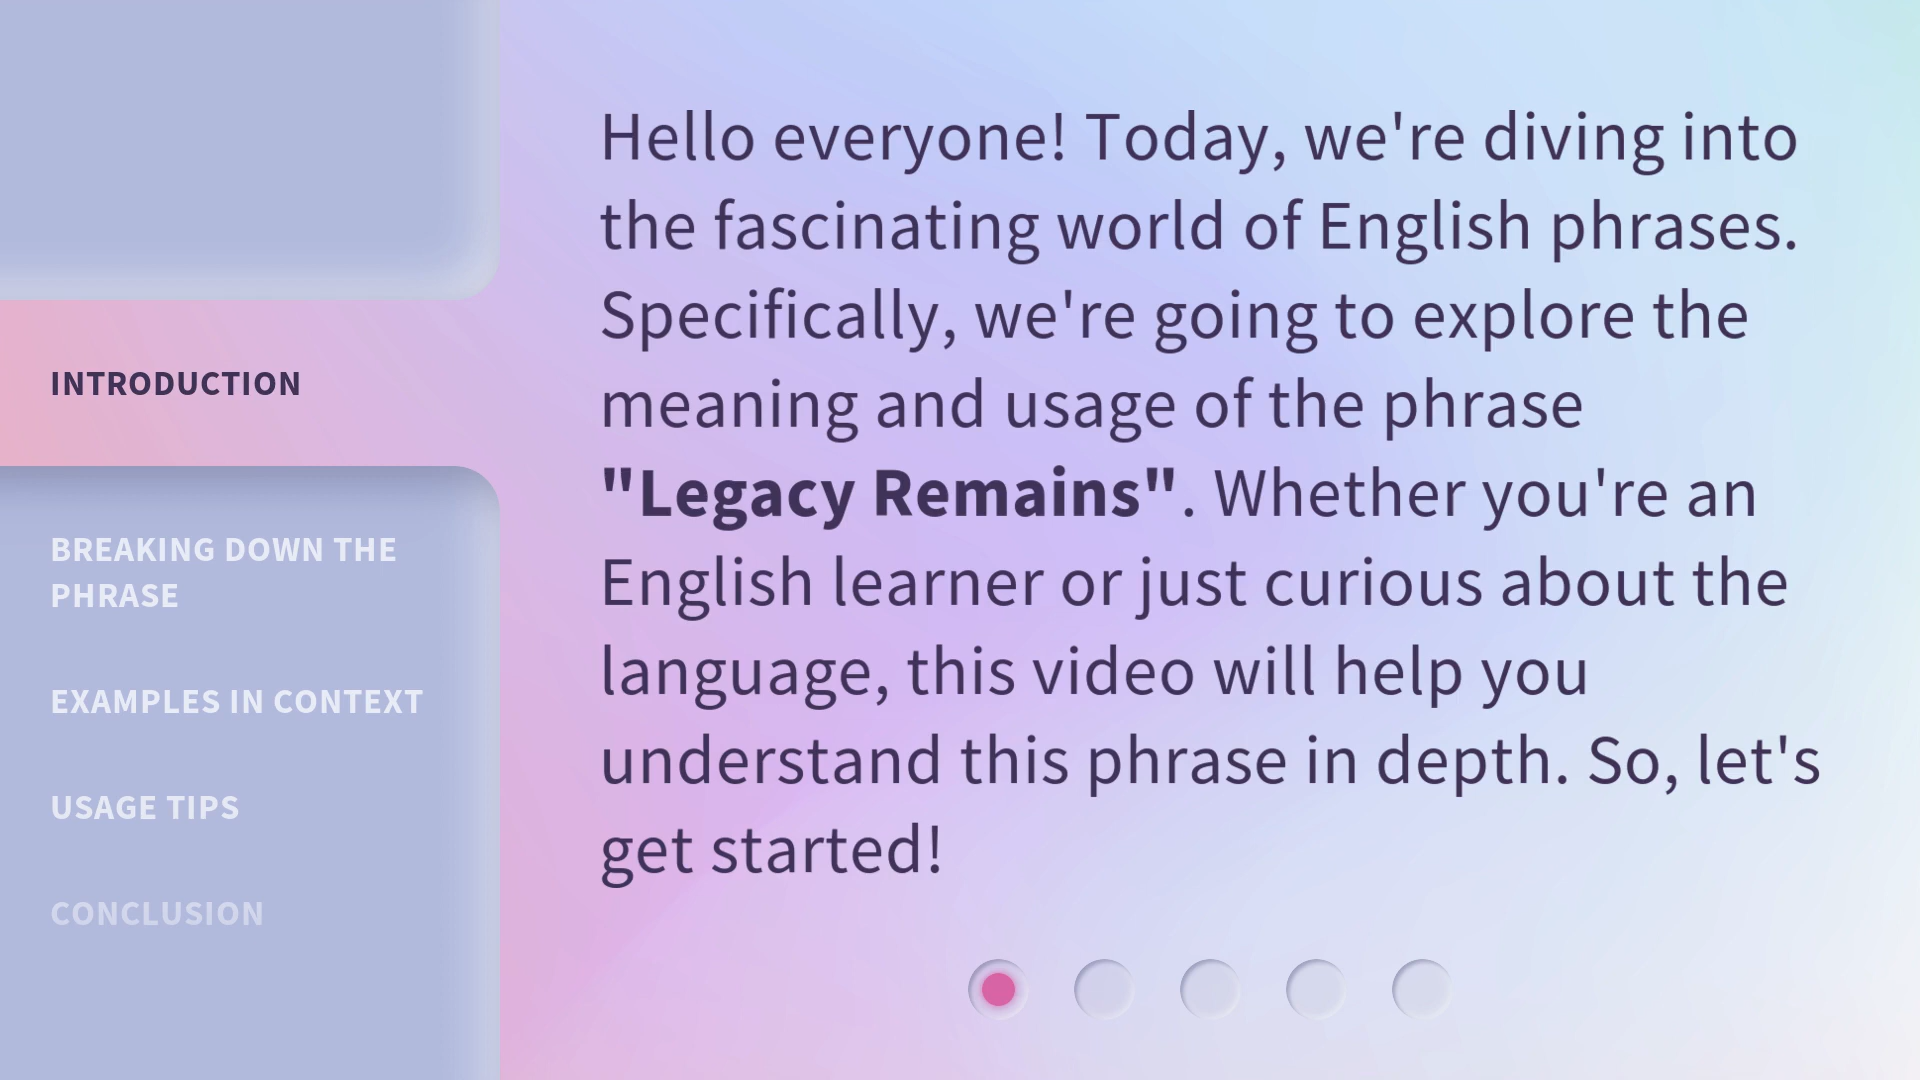 INTRODUCTION
BREAKING DOWN THE
PHRASE
EXAMPLES IN CONTEXT
USAGE TIPS
CONCLUSION
Hello everyone! Today, we're diving into
the fascinating world of English phrases.
Specifically, we're going to explore the
meaning and usage of the phrase
"Legacy Remains". Whether you're an
English learner or just curious about the
language, this video will help you
understand this phrase in depth. So, let's
get started!